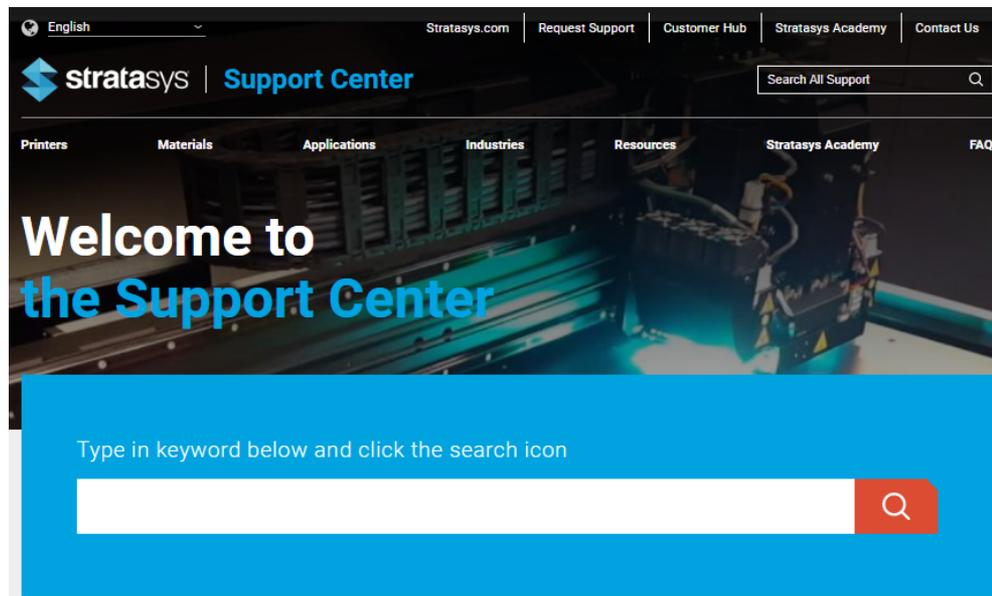 English
Stratasys.com
Request Support
Customer Hub
Stratasys Academy
Contact Us
stratasys
Support Center
Search All Support
Printers
Materials
Applications
Industries
Resources
Stratasys Academy
FAQ
Welcome to
the Support Center
Type in keyword below and click the search icon